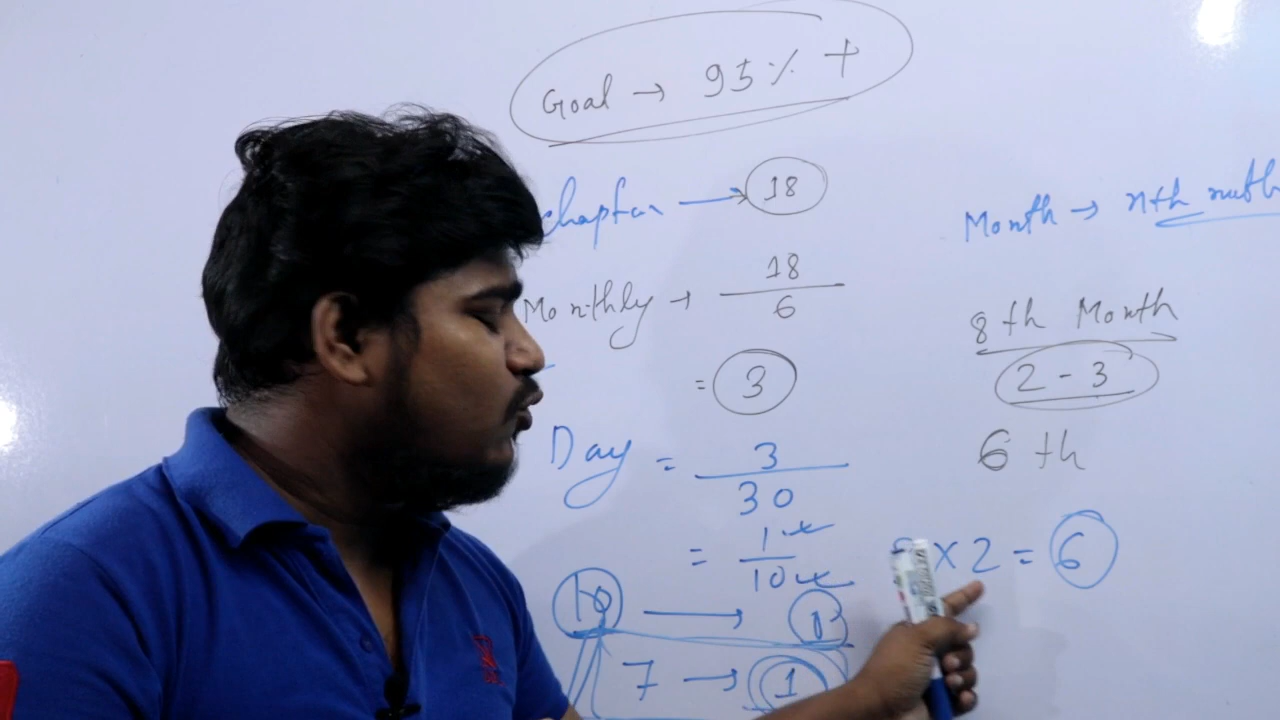 Goal → 95% +
Chapter → 18
Monthly → 18/6
= 3
Day = 3/30
= 1/10
10 → 1
7 → 1
Month → nth
8th Month
2 - 3
6th
× 2 = 6